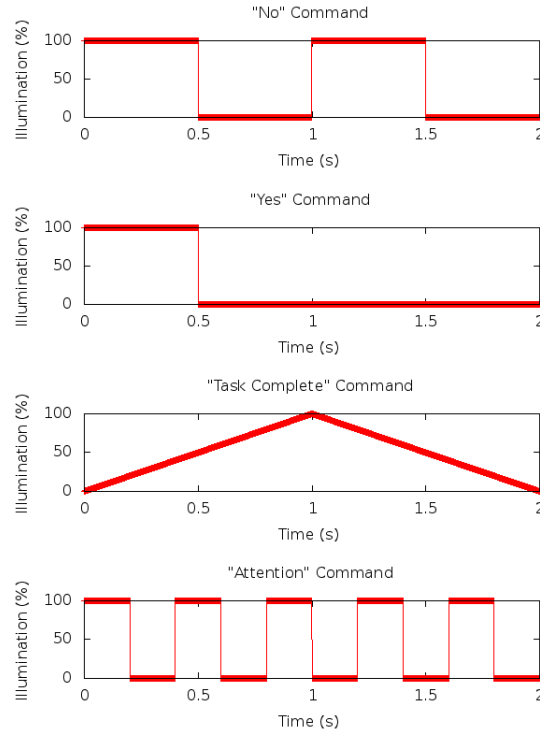 "No" Command
Illumination (%)
100
50
0
0 0.5 1 1.5 2
Time (s)
"Yes" Command
Illumination (%)
100
50
0
0 0.5 1 1.5 2
Time (s)
"Task Complete" Command
Illumination (%)
100
50
0
0 0.5 1 1.5 2
Time (s)
"Attention" Command
Illumination (%)
100
50
0
0 0.5 1 1.5 2
Time (s)